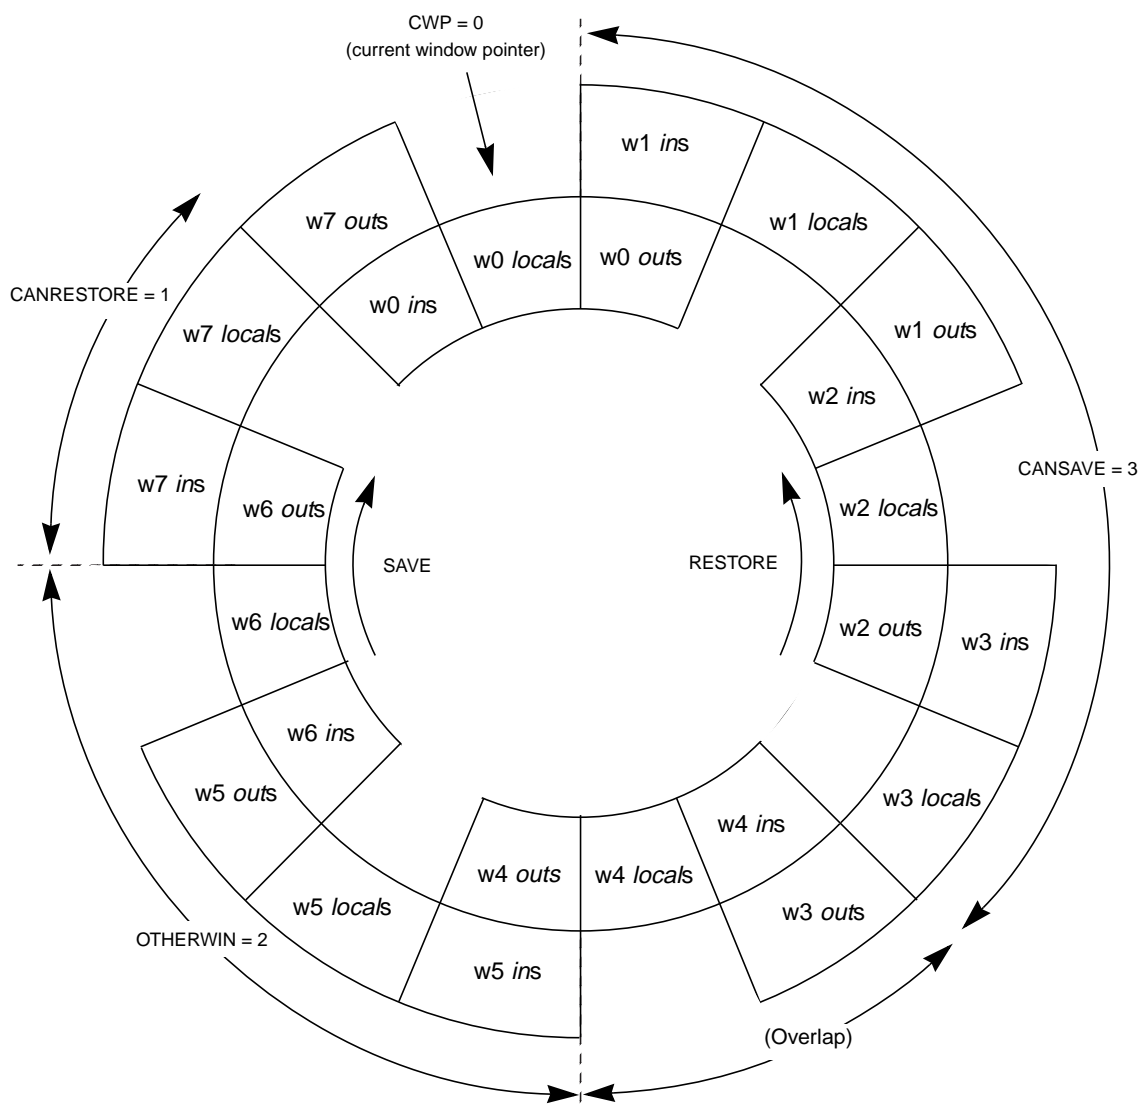 CWP = 0
(current window pointer)
w1 ins
w7 outs
w1 locals
w0 locals
w0 outs
CANRESTORE = 1
w0 ins
w7 locals
w1 outs
w2 ins
CANSAVE = 3
w7 ins
w6 outs
w2 locals
SAVE
RESTORE
w6 locals
w2 outs
w3 ins
w6 ins
w5 outs
w3 locals
w4 ins
w4 outs
w4 locals
w5 locals
w3 outs
OTHERWIN = 2
w5 ins
(Overlap)